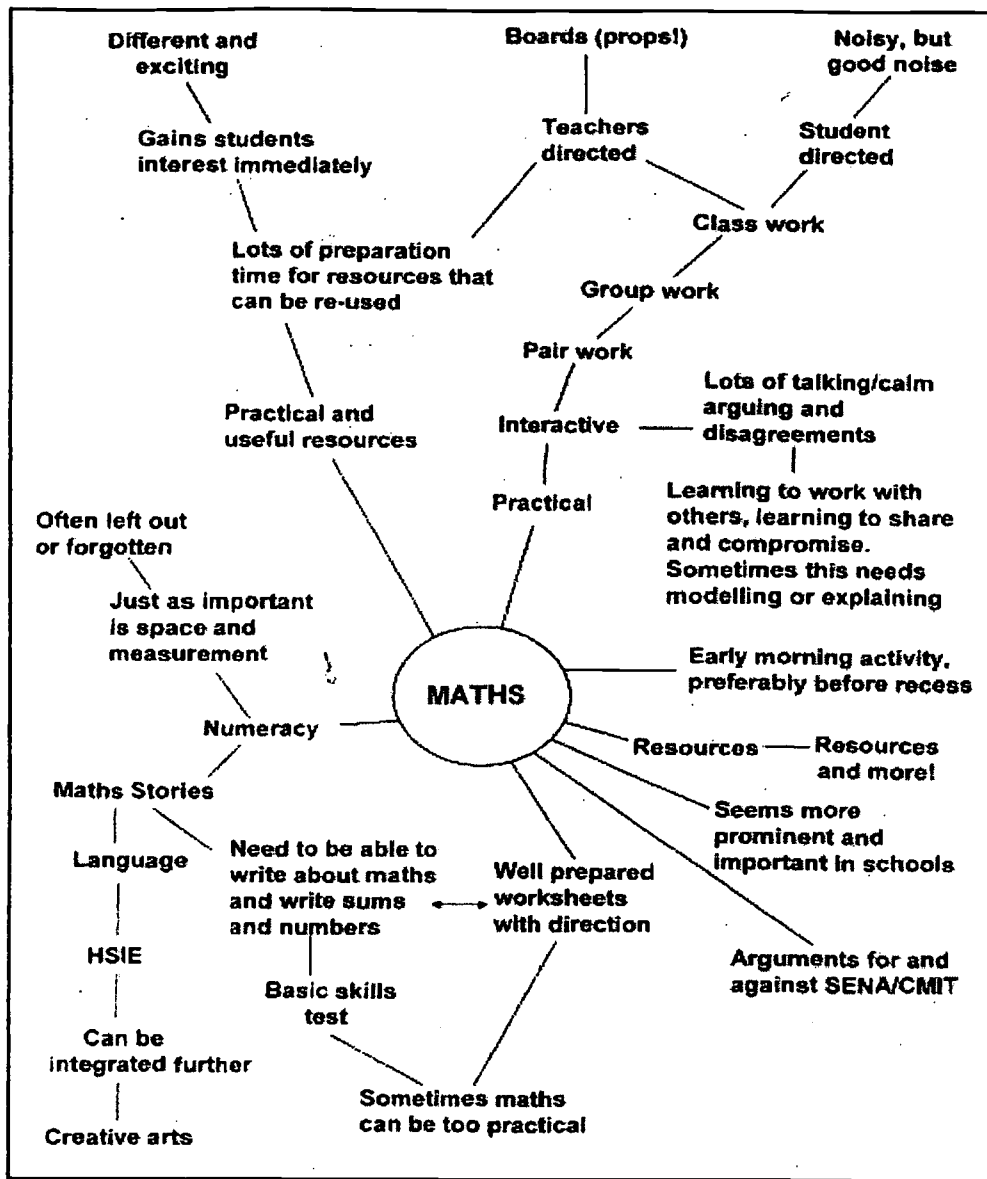 Different and
exciting
Boards (props!)
Noisy, but
good noise
Gains students
interest immediately
Teachers
directed
Student
directed
Class work
Lots of preparation
time for resources that
can be re-used
Group work
Pair work
Practical and
useful resources
Interactive
Lots of talking/calm
arguing and
disagreements
Practical
Learning to work with
others, learning to share
and compromise.
Sometimes this needs
modelling or explaining
Often left out
or forgotten
Just as important
is space and
measurement
MATHS
Early morning activity,
preferably before recess
Numeracy
Resources
Resources
and more!
Maths Stories
Seems more
prominent and
important in schools
Language
Need to be able to
write about maths
and write sums
and numbers
Well prepared
worksheets
with direction
HSIE
Arguments for and
against SENA/CMIT
Basic skills
test
Can be
integrated further
Sometimes maths
can be too practical
Creative arts